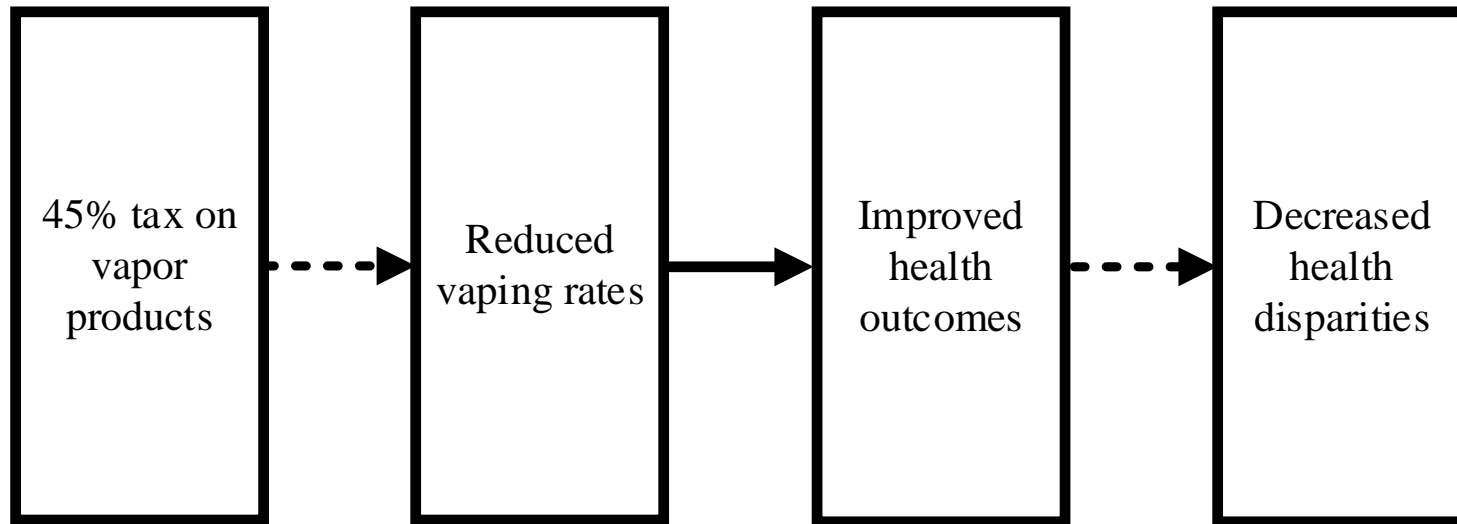 45% tax on
vapor
products
Reduced
vaping rates
Improved
health
outcomes
Decreased
health
disparities